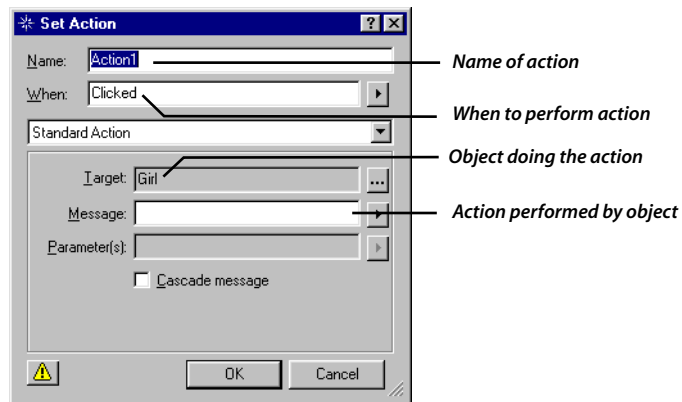 Set Action
Name: Action1
Name of action
When: Clicked
When to perform action
Standard Action
Object doing the action
Target: Girl ...
Message:
Action performed by object
Parameter(s):
Cascade message
OK Cancel